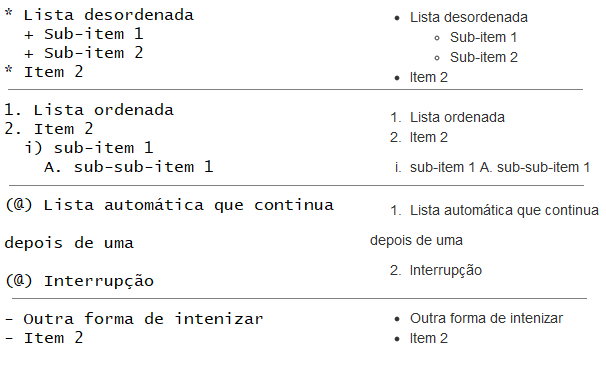 * Lista desordenada
+ Sub-item 1
+ Sub-item 2
* Item 2
• Lista desordenada
◦ Sub-item 1
◦ Sub-item 2
• Item 2
1. Lista ordenada
2. Item 2
i) sub-item 1
A. sub-sub-item 1
1. Lista ordenada
2. Item 2
i. sub-item 1 A. sub-sub-item 1
(@) Lista automática que continua
depois de uma
(@) Interrupção
1. Lista automática que continua
depois de uma
2. Interrupção
- Outra forma de intenizar
- Item 2
• Outra forma de intenizar
• Item 2